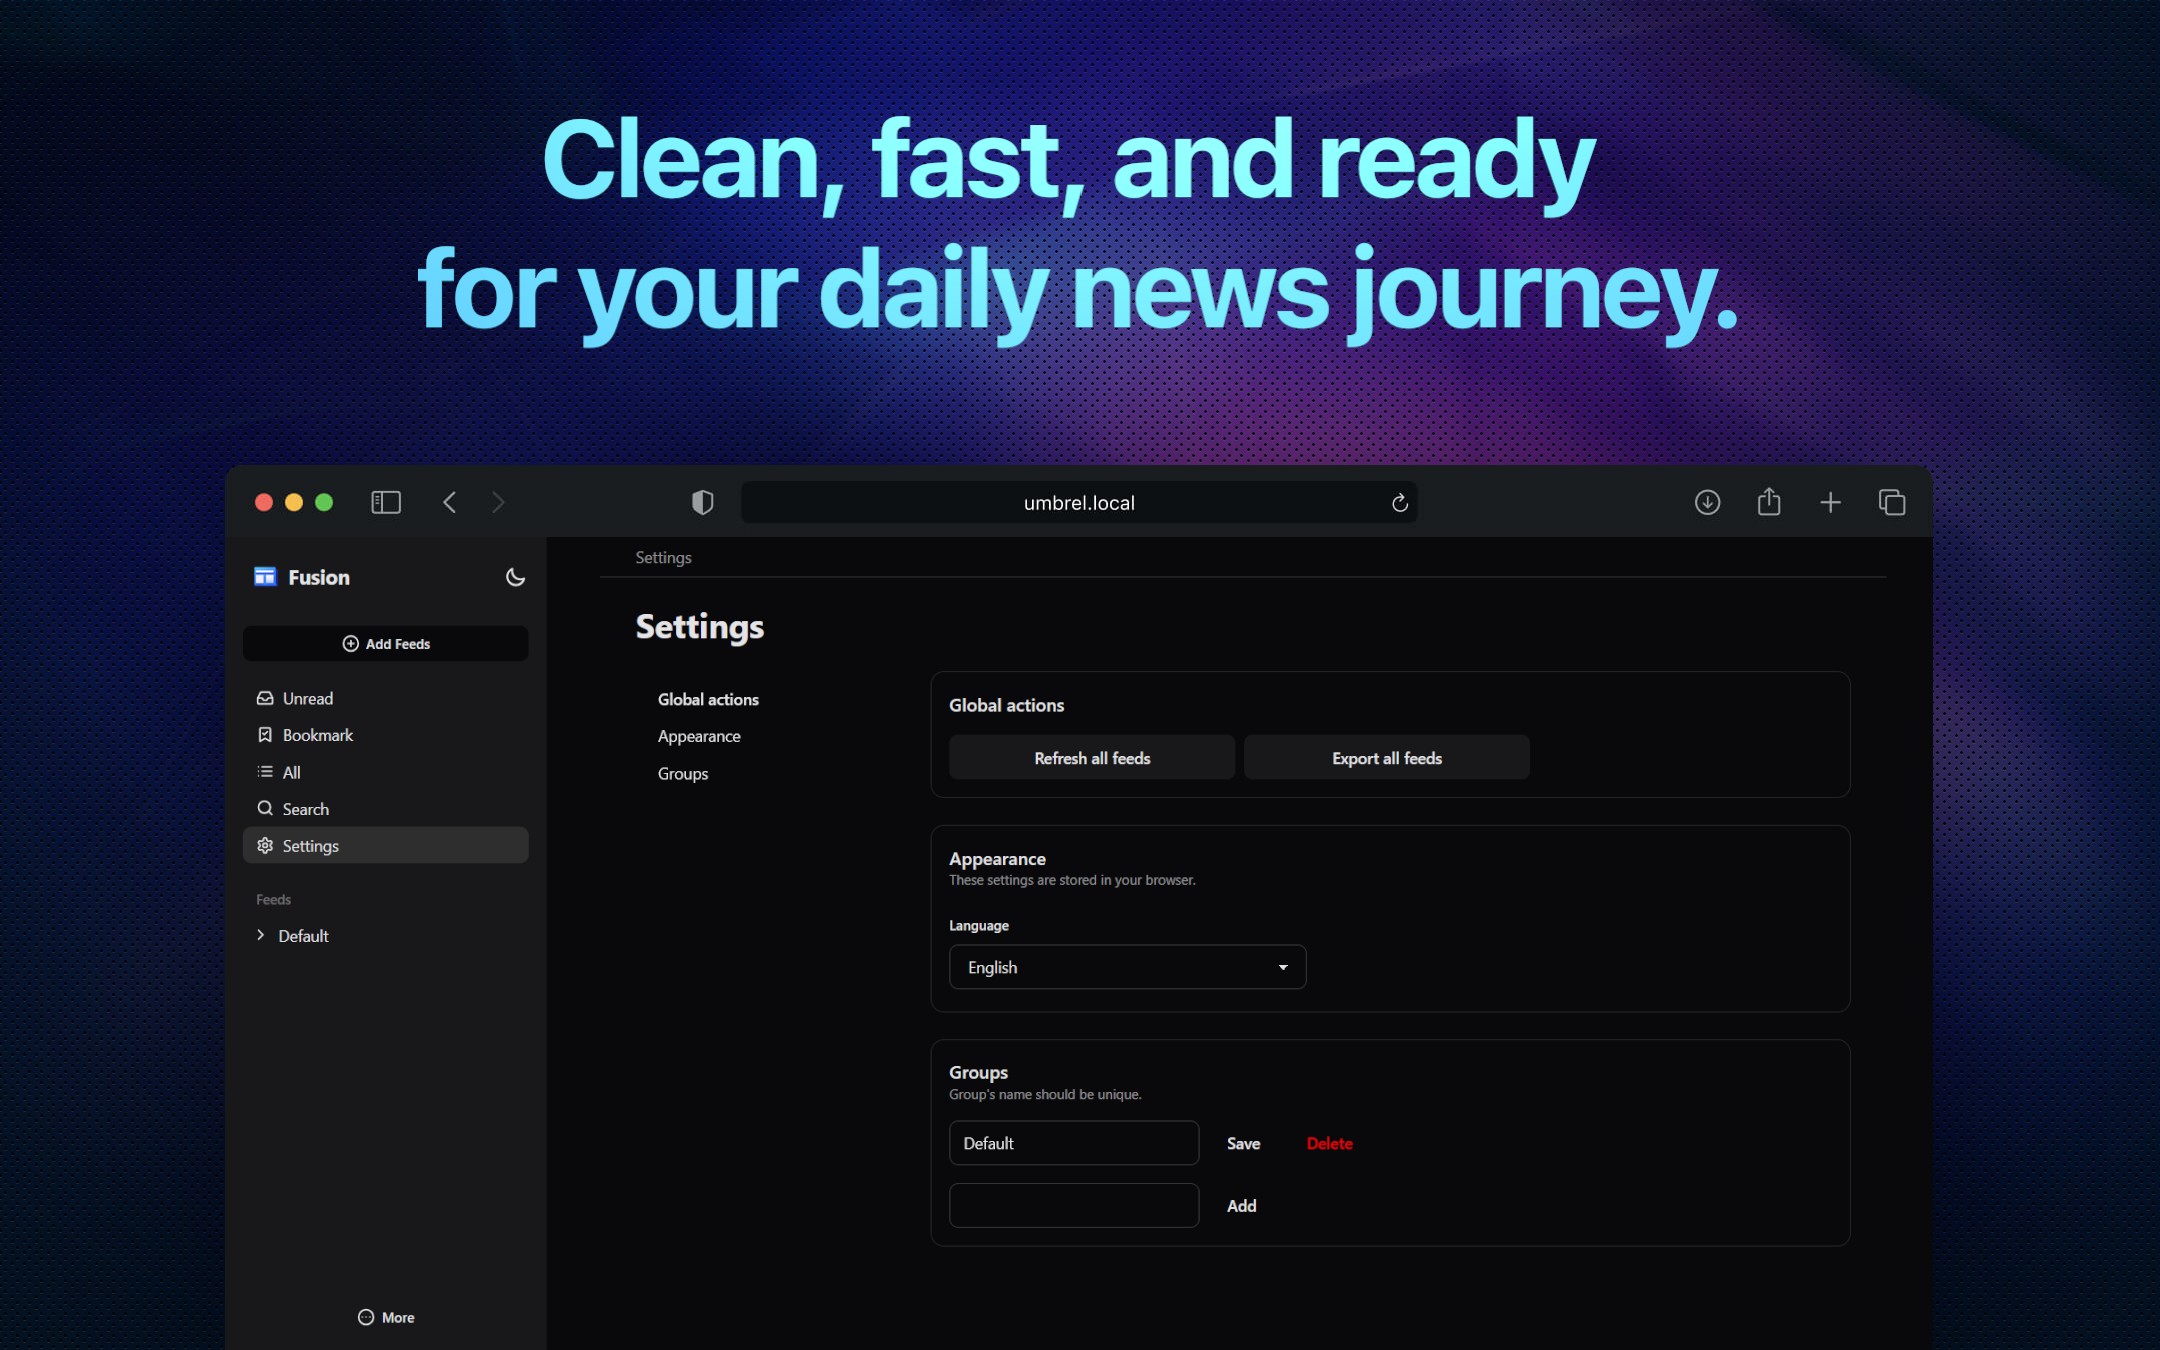 Clean, fast, and ready
for your daily news journey.
umbrel.local
Fusion
Add Feeds
Unread
Bookmark
All
Search
Settings
Feeds
Default
More
Settings
Settings
Global actions
Appearance
Groups
Global actions
Refresh all feeds
Export all feeds
Appearance
These settings are stored in your browser.
Language
English
Groups
Group's name should be unique.
Default
Save
Delete
Add